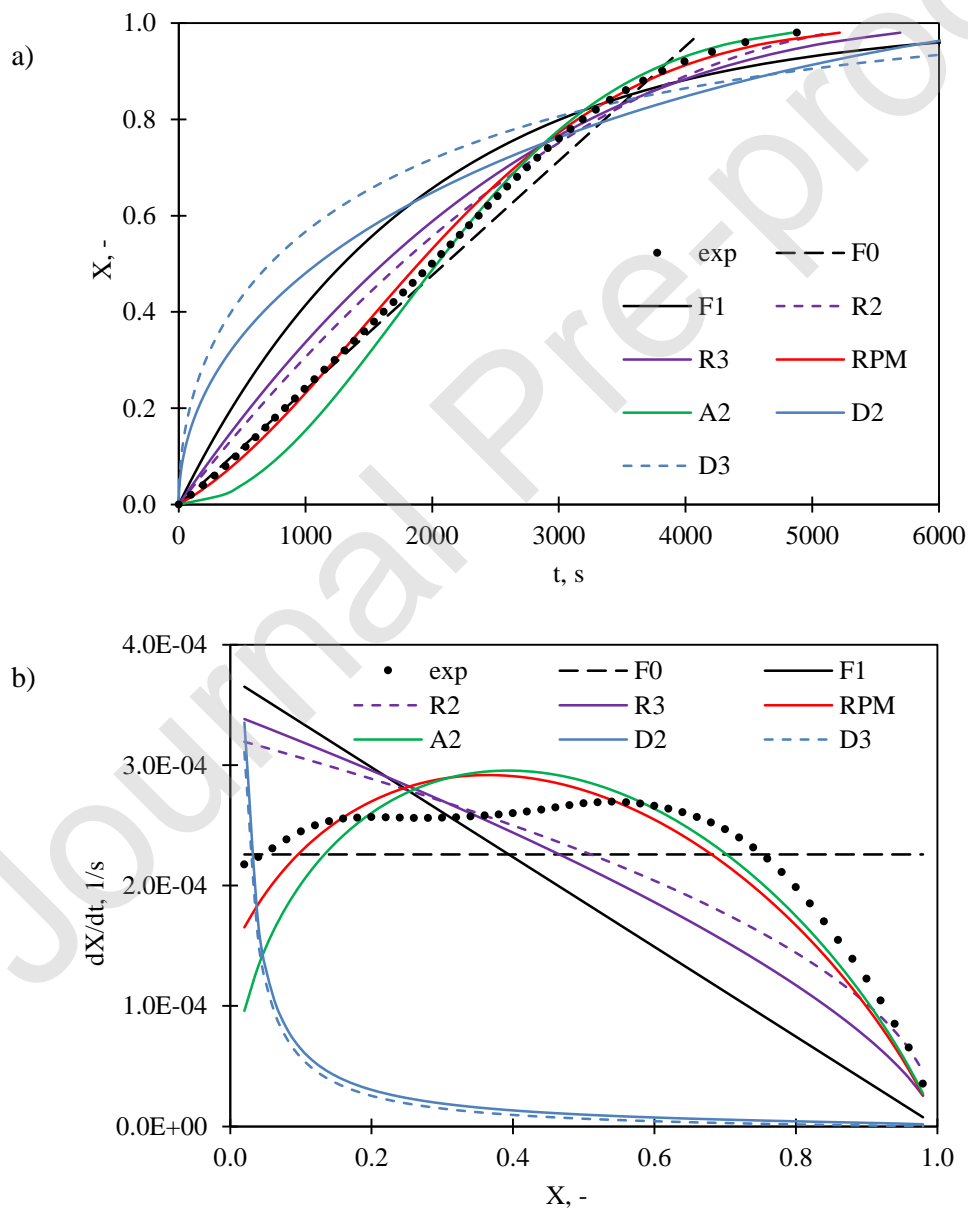 a)
1.0
0.8
0.6
0.4
0.2
0.0
X, -
exp F0
F1 R2
R3 RPM
A2 D2
D3
0 1000 2000 3000 4000 5000 6000
t, s
b)
4.0E-04
3.0E-04
2.0E-04
1.0E-04
0.0E+00
dX/dt, 1/s
exp F0 F1
R2 R3 RPM
A2 D2 D3
0.0 0.2 0.4 0.6 0.8 1.0
X, -
Journal Pre-proo